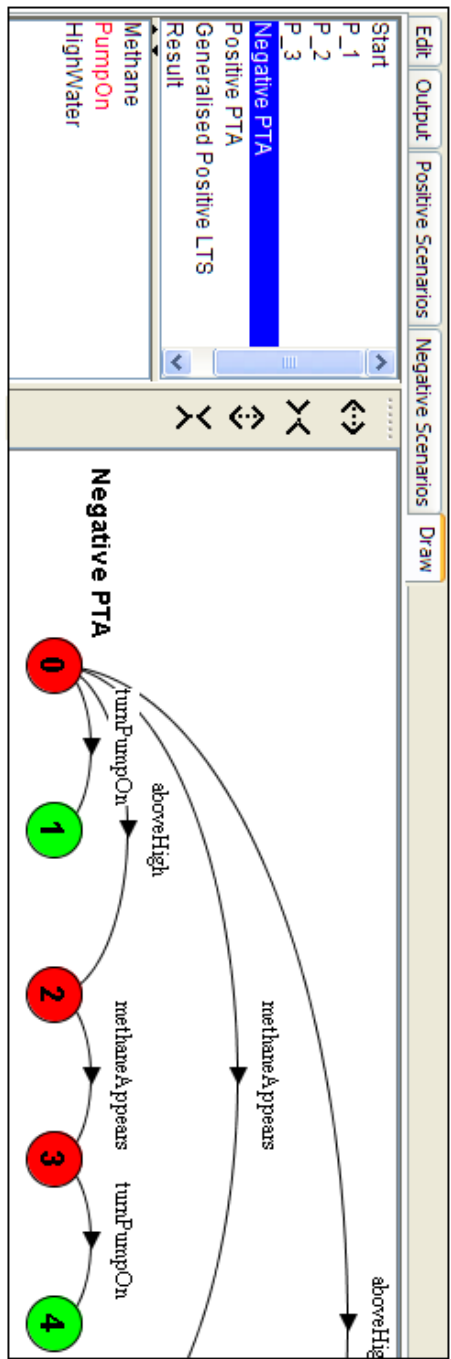 Edit Output Positive Scenarios Negative Scenarios Draw
Start
P_1
P_2
P_3
Negative PTA
Positive PTA
Generalised Positive LTS
Result
Methane
PumpOn
HighWater
Negative PTA
aboveHig
methaneAppears
aboveHigh
turnPumpOn
methaneAppears
turnPumpOn
0
1
2
3
4